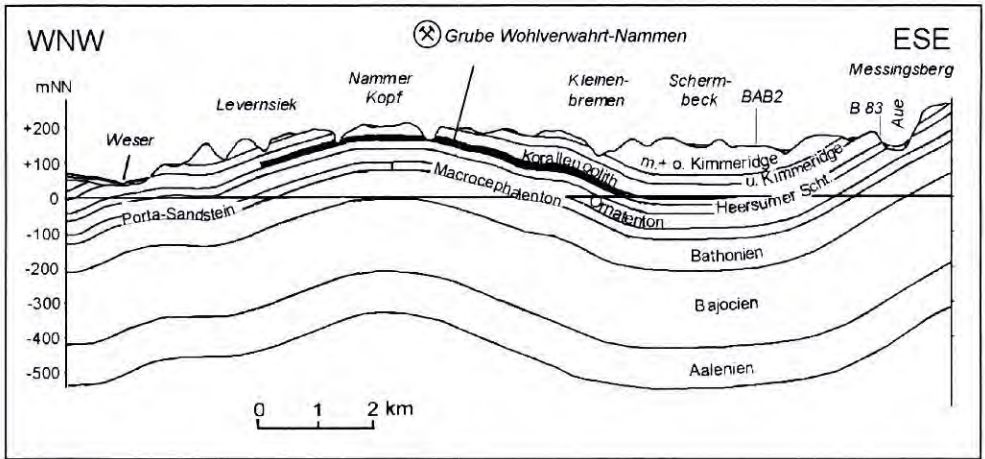 WNW
ESE
Grube Wohlverwahrt-Nammen
mNN
Messingsberg
Nammer
Kopf
Kleinen-
bremen
Scherm-
beck
BAB2
B 83
Aue
Levernsiek
Weser
+200
+100
0
-100
-200
-300
-400
-500
Korallenoolith
m.+ o. Kimmeridge
u. Kimmeridge
Heersumer Scht.
Macrocephalenton
Ornatenton
Porta-Sandstein
Bathonien
Bajocien
Aalenien
0 1 2 km